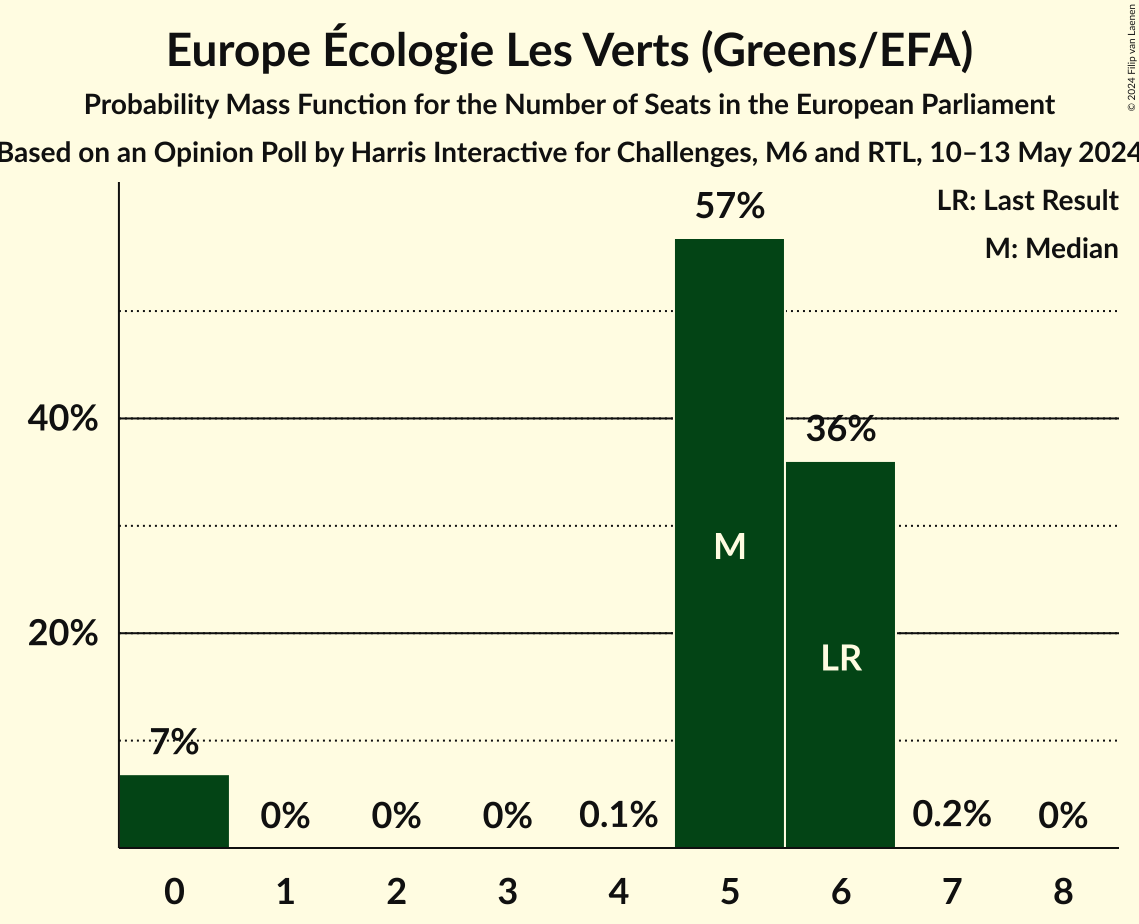 Europe Écologie Les Verts (Greens/EFA)
Probability Mass Function for the Number of Seats in the European Parliament
Based on an Opinion Poll by Harris Interactive for Challenges, M6 and RTL, 10–13 May 2024
© 2024 Filip van Laenen
LR: Last Result
M: Median
57%
40%
36%
M
20%
LR
7%
0%
0%
0%
0.1%
0.2%
0%
0 1 2 3 4 5 6 7 8